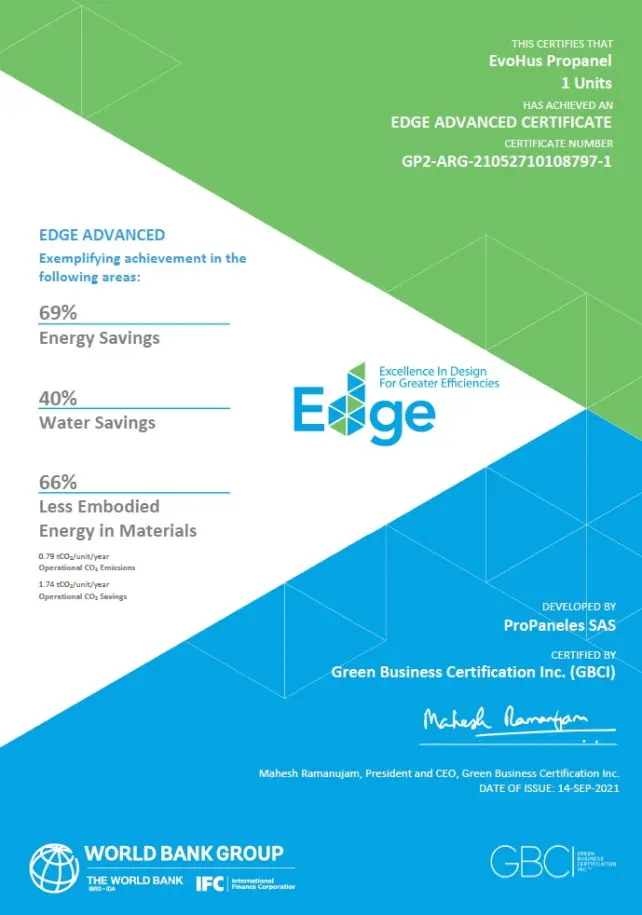 THIS CERTIFIES THAT
EvoHus Propanel
1 Units
HAS ACHIEVED AN
EDGE ADVANCED CERTIFICATE
CERTIFICATE NUMBER
GP2-ARG-21052710108797-1
EDGE ADVANCED
Exemplifying achievement in the
following areas:
69%
Energy Savings
40%
Water Savings
66%
Less Embodied
Energy in Materials
0.79 tCO₂/unit/year
Operational CO₂ Emissions
1.74 tCO₂/unit/year
Operational CO₂ Savings
Excellence In Design
For Greater Efficiencies
Edge
DEVELOPED BY
ProPaneles SAS
CERTIFIED BY
Green Business Certification Inc. (GBCI)
Mahesh Ramanujam
Mahesh Ramanujam, President and CEO, Green Business Certification Inc.
DATE OF ISSUE: 14-SEP-2021
WORLD BANK GROUP
THE WORLD BANK
IBRD • IDA
IFC
International
Finance Corporation
GBCI
GREEN
BUSINESS
CERTIFICATION
INC™